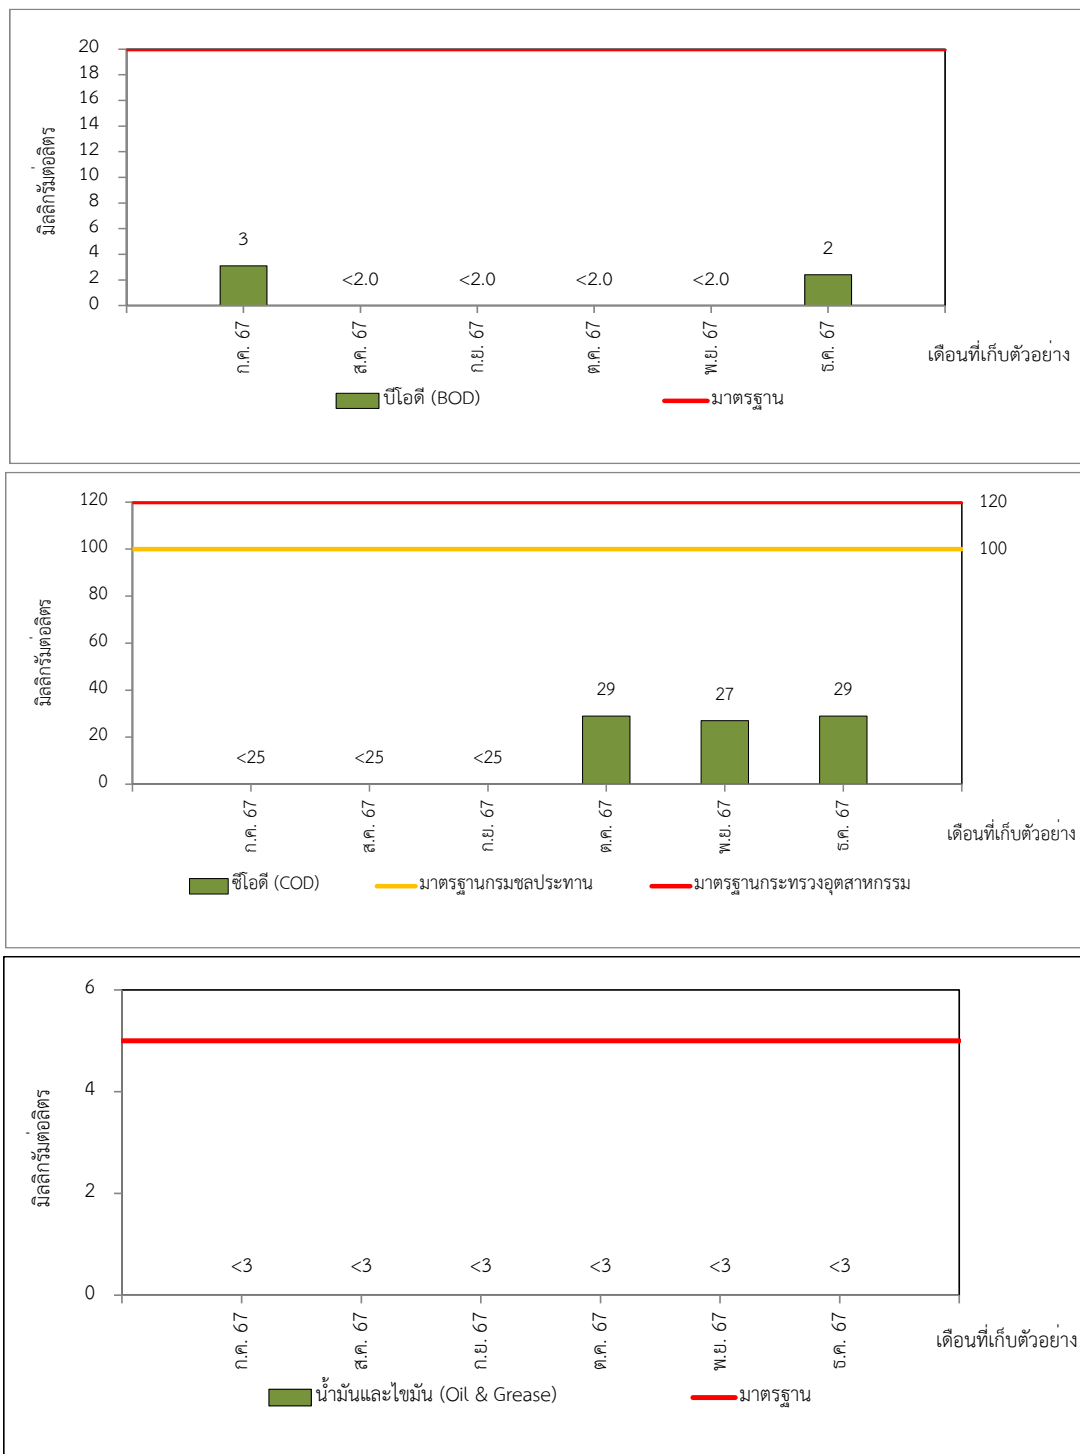 20
18
16
14
12
10
8
6
4
2
0
มิลลิกรัมต่อลิตร
3
<2.0
<2.0
<2.0
<2.0
2
ก.ค. 67
ส.ค. 67
ก.ย. 67
ต.ค. 67
พ.ย. 67
ธ.ค. 67
เดือนที่เก็บตัวอย่าง
บีโอดี (BOD)
มาตรฐาน
120
100
80
60
40
20
0
มิลลิกรัมต่อลิตร
120
100
<25
<25
<25
29
27
29
ก.ค. 67
ส.ค. 67
ก.ย. 67
ต.ค. 67
พ.ย. 67
ธ.ค. 67
เดือนที่เก็บตัวอย่าง
ซีโอดี (COD)
มาตรฐานกรมชลประทาน
มาตรฐานกระทรวงอุตสาหกรรม
6
4
2
0
มิลลิกรัมต่อลิตร
<3
<3
<3
<3
<3
<3
ก.ค. 67
ส.ค. 67
ก.ย. 67
ต.ค. 67
พ.ย. 67
ธ.ค. 67
เดือนที่เก็บตัวอย่าง
น้ำมันและไขมัน (Oil & Grease)
มาตรฐาน